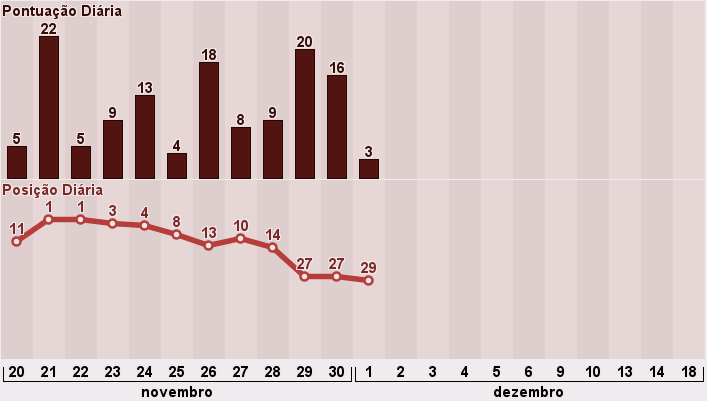 Pontuação Diária
5 22 5 9 13 4 18 8 9 20 16 3
Posição Diária
11 1 1 3 4 8 13 10 14 27 27 29
20 21 22 23 24 25 26 27 28 29 30 1 2 3 4 5 6 9 10 13 14 18
novembro dezembro